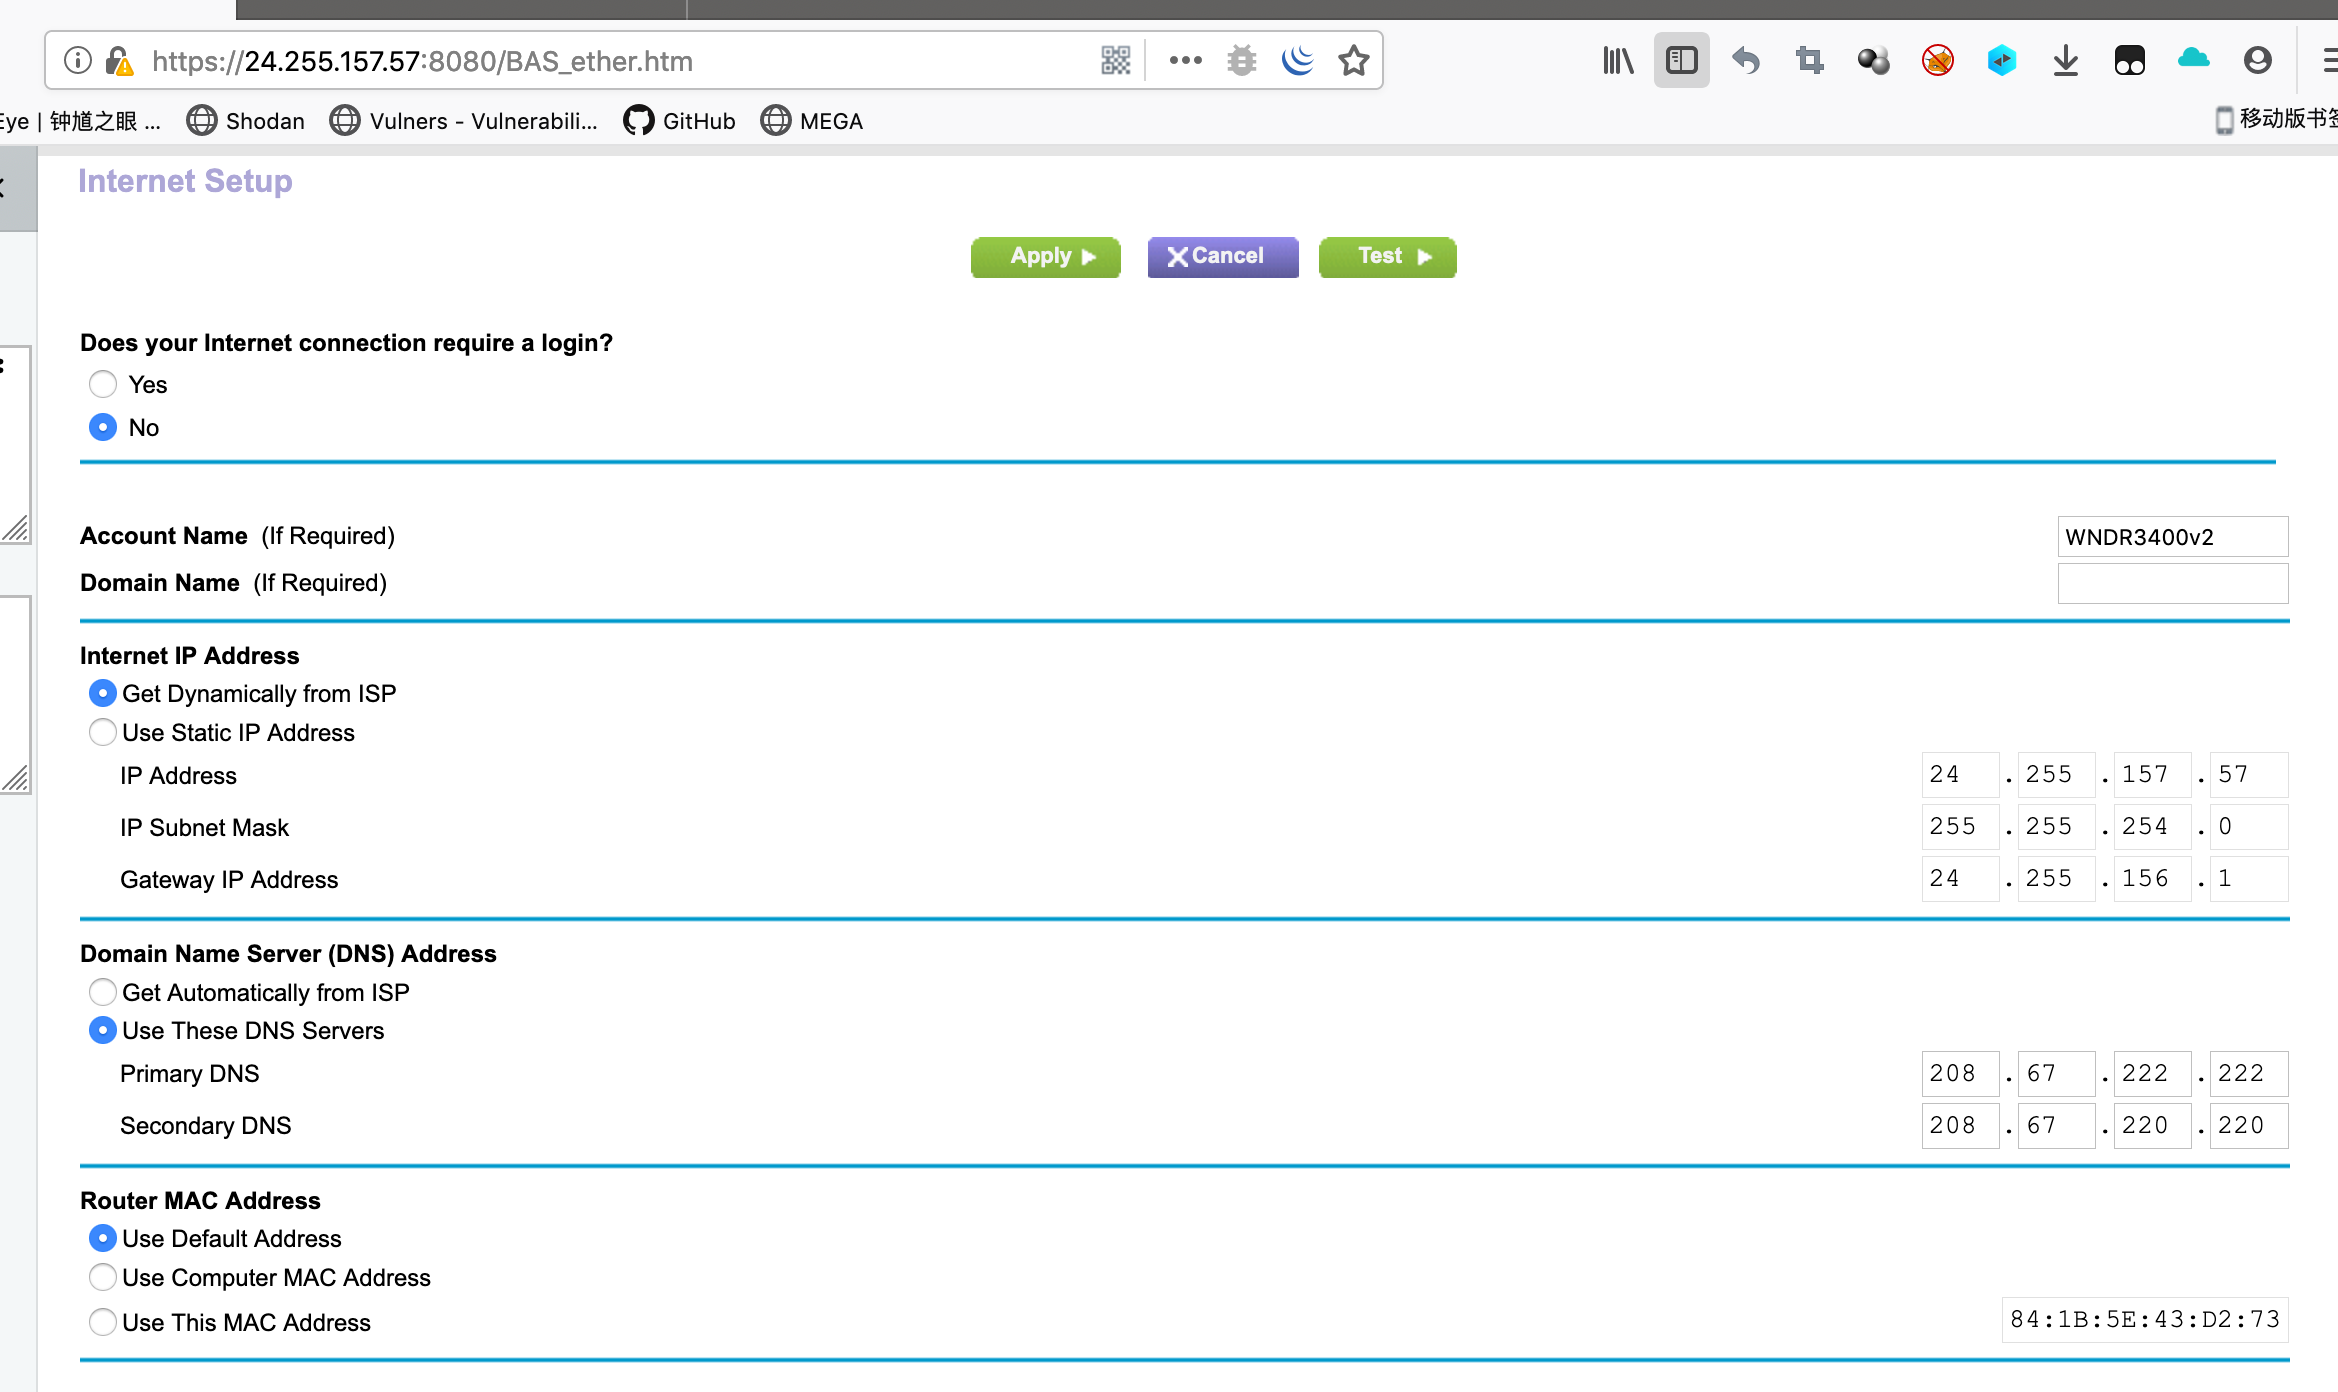 https://24.255.157.57:8080/BAS_ether.htm
Eye | 钟馗之眼 ... Shodan Vulners - Vulnerabili... GitHub MEGA 移动版书签
Internet Setup
Apply Cancel Test
Does your Internet connection require a login?
Yes
No
Account Name (If Required) WNDR3400v2
Domain Name (If Required)
Internet IP Address
Get Dynamically from ISP
Use Static IP Address
IP Address 24 . 255 . 157 . 57
IP Subnet Mask 255 . 255 . 254 . 0
Gateway IP Address 24 . 255 . 156 . 1
Domain Name Server (DNS) Address
Get Automatically from ISP
Use These DNS Servers
Primary DNS 208 . 67 . 222 . 222
Secondary DNS 208 . 67 . 220 . 220
Router MAC Address
Use Default Address
Use Computer MAC Address
Use This MAC Address 84:1B:5E:43:D2:73